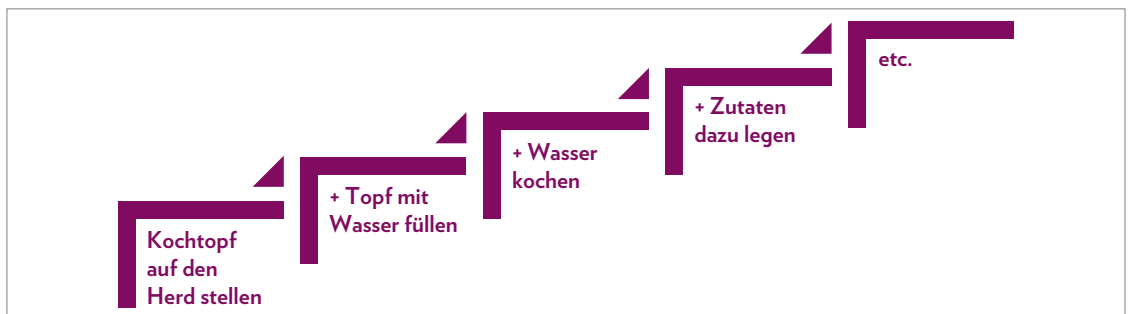 Kochtopf
auf den
Herd stellen
+ Topf mit
Wasser füllen
+ Wasser
kochen
+ Zutaten
dazu legen
etc.